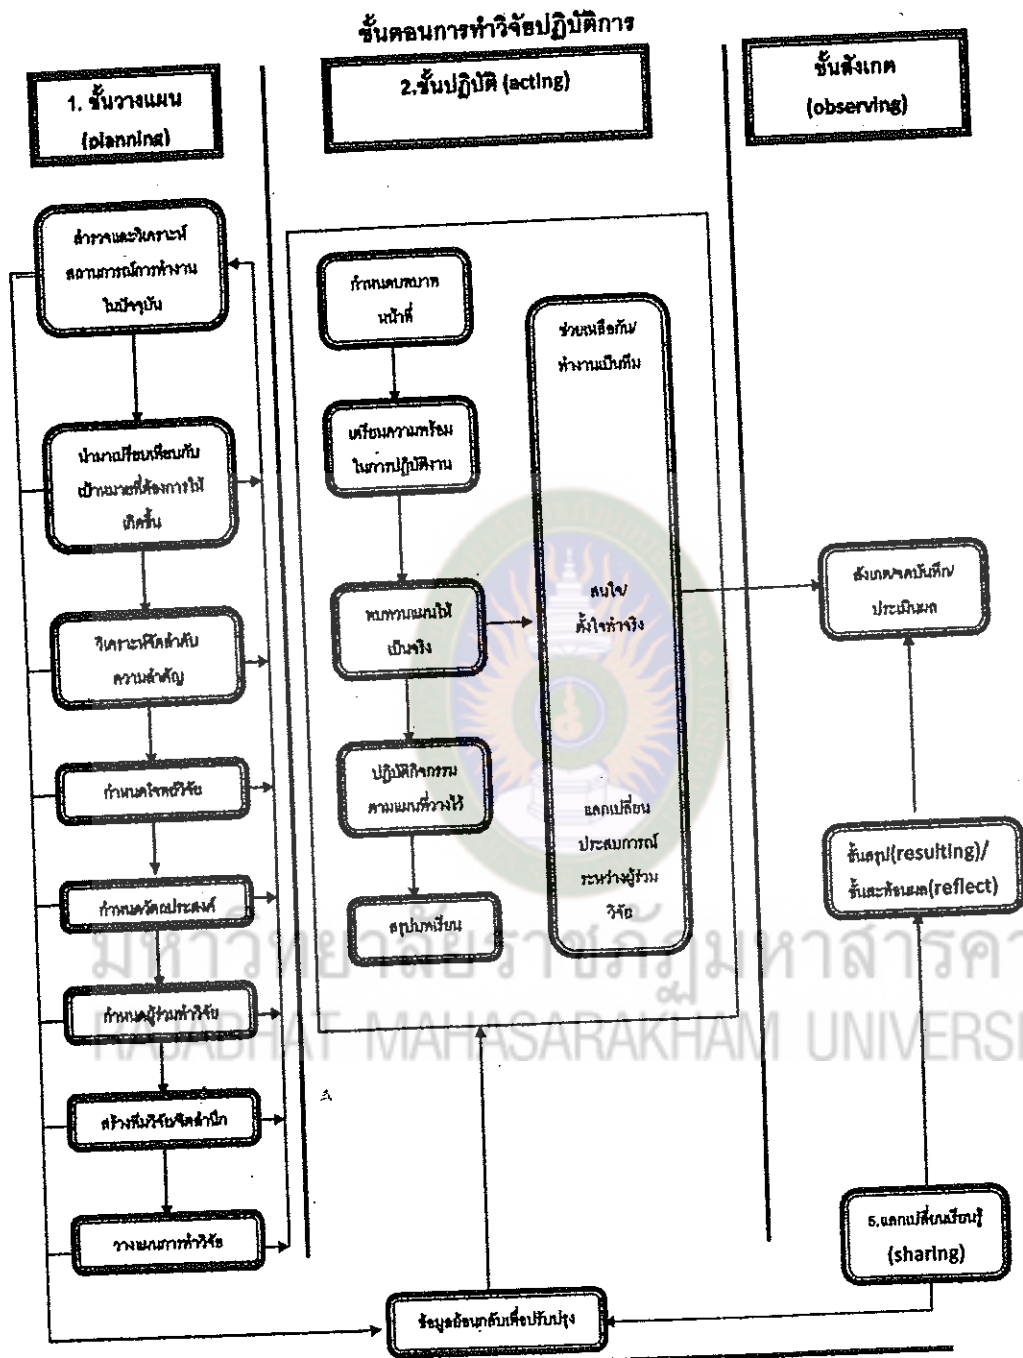 ขั้นตอนการทำวิจัยปฏิบัติการ
1. ขั้นวางแผน
(planning)
2.ขั้นปฏิบัติ (acting)
ขั้นสังเกต
(observing)
สำรวจและวิเคราะห์
สถานการณ์การทำงาน
ในปัจจุบัน
นำมาเปรียบเทียบกับ
เป้าหมายที่ต้องการให้
เกิดขึ้น
วิเคราะห์จัดลำดับ
ความสำคัญ
กำหนดโจทย์วิจัย
กำหนดวัตถุประสงค์
กำหนดผู้ร่วมทำวิจัย
สร้างทีมวิจัย/จิตสำนึก
วางแผนการทำวิจัย
กำหนดบทบาท
หน้าที่
เตรียมความพร้อม
ในการปฏิบัติงาน
ทบทวนแผนให้
เป็นจริง
ปฏิบัติกิจกรรม
ตามแผนที่วางไว้
สรุปบทเรียน
ช่วยเหลือกัน/
ทำงานเป็นทีม
สนใจ/
ตั้งใจทำจริง
แลกเปลี่ยน
ประสบการณ์
ระหว่างผู้ร่วม
วิจัย
สังเกต/จดบันทึก/
ประเมินผล
ขั้นสรุป(resulting)/
ขั้นสะท้อนผล(reflect)
5.แลกเปลี่ยนเรียนรู้
(sharing)
ข้อมูลย้อนกลับเพื่อปรับปรุง
มหาวิทยาลัยราชภัฏมหาสารคา
RAJABHAT MAHASARAKHAM UNIVERSI